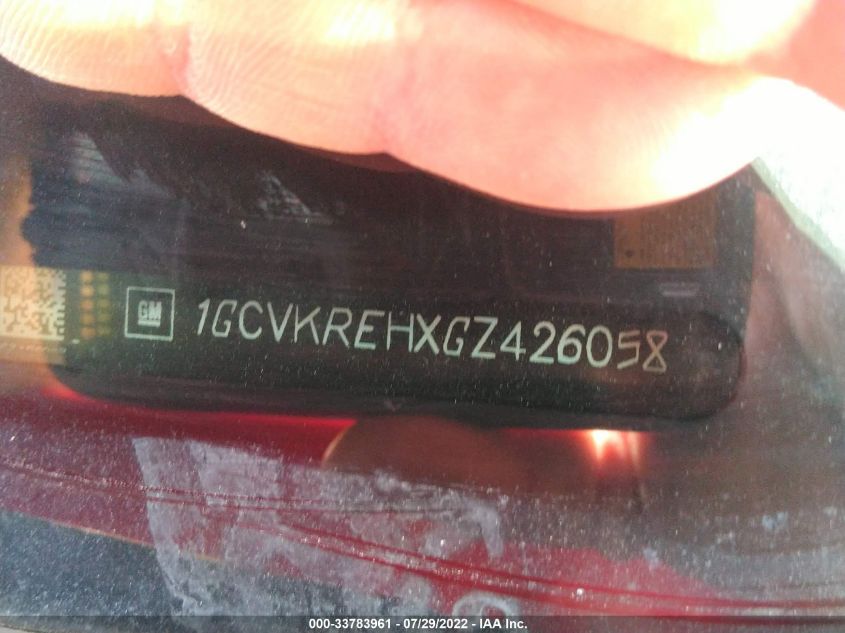 GM 1GCVKREHXGZ426058
000-33783961 - 07/29/2022 - IAA Inc.